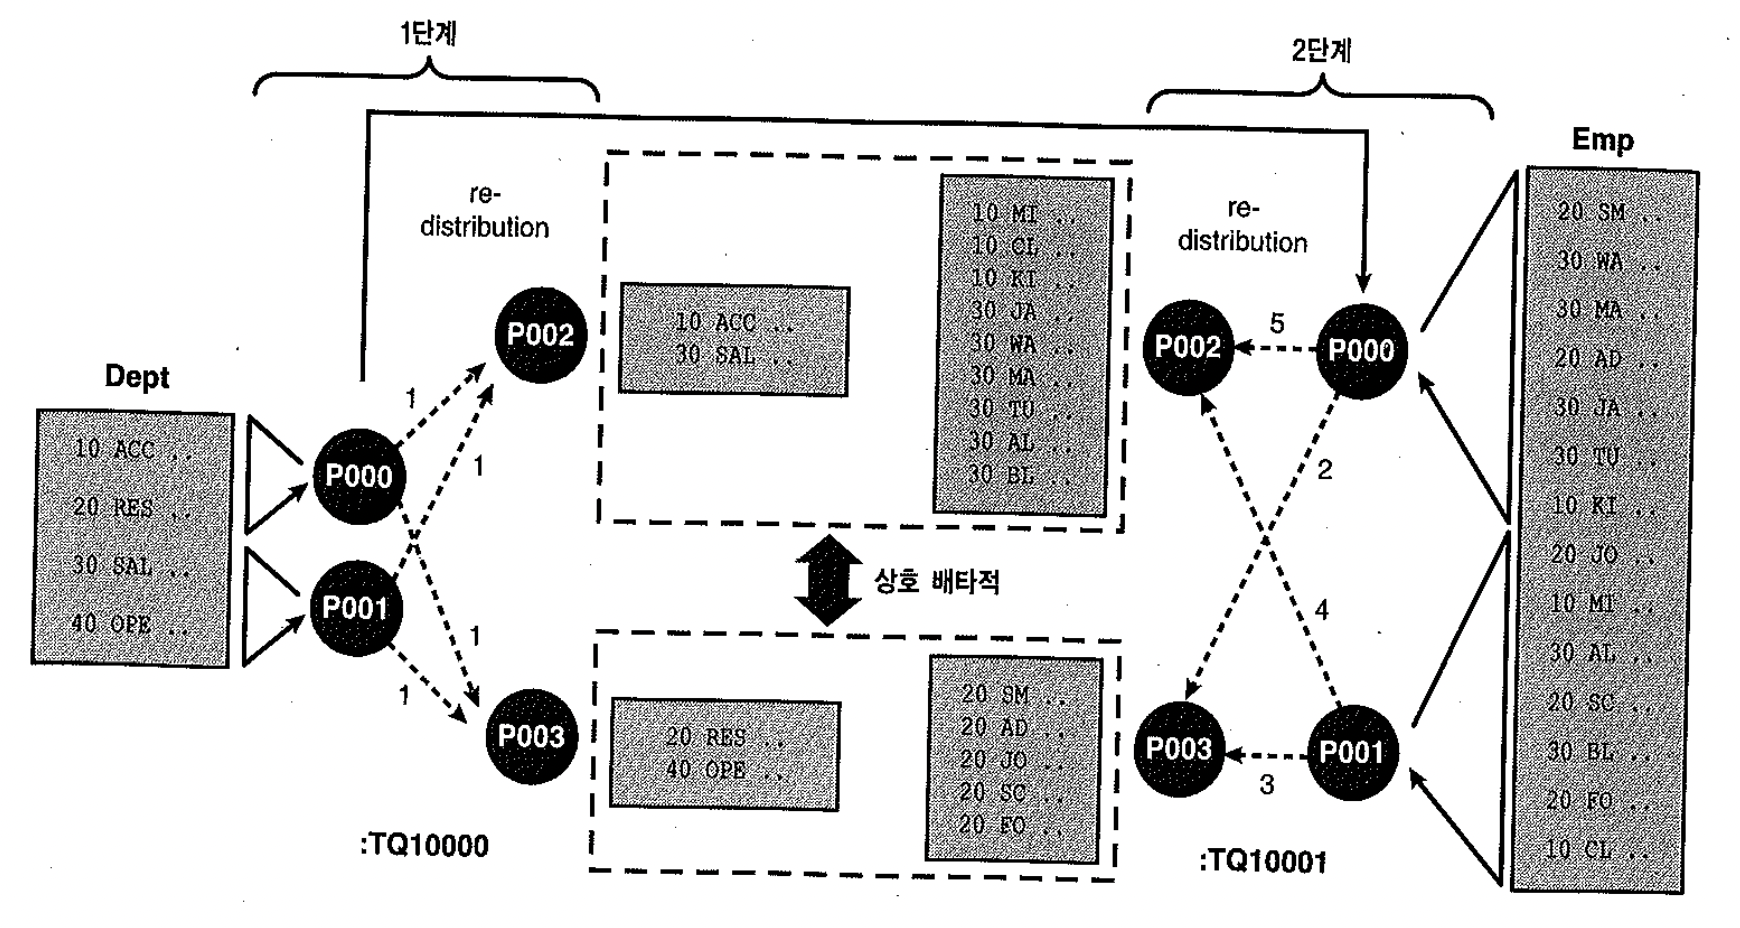 1단계
2단계
Emp
re-
distribution
re-
distribution
Dept
10 ACC ..
20 RES ..
30 SAL ..
40 OPE ..
P000
P001
1
1
1
1
P002
P003
:TQ10000
10 ACC ..
30 SAL ..
10 MI ..
10 CL ..
10 KI ..
30 JA ..
30 WA ..
30 MA ..
30 TU ..
30 AL ..
30 BL ..
상호 배타적
20 RES ..
40 OPE ..
20 SM ..
20 AD ..
20 JO ..
20 SC ..
20 FO ..
P002
5
P000
2
4
P003
3
P001
:TQ10001
20 SM ..
30 WA ..
30 MA ..
20 AD ..
30 JA ..
30 TU ..
10 KI ..
20 JO ..
10 MI ..
30 AL ..
20 SC ..
30 BL ..
20 FO ..
10 CL ..